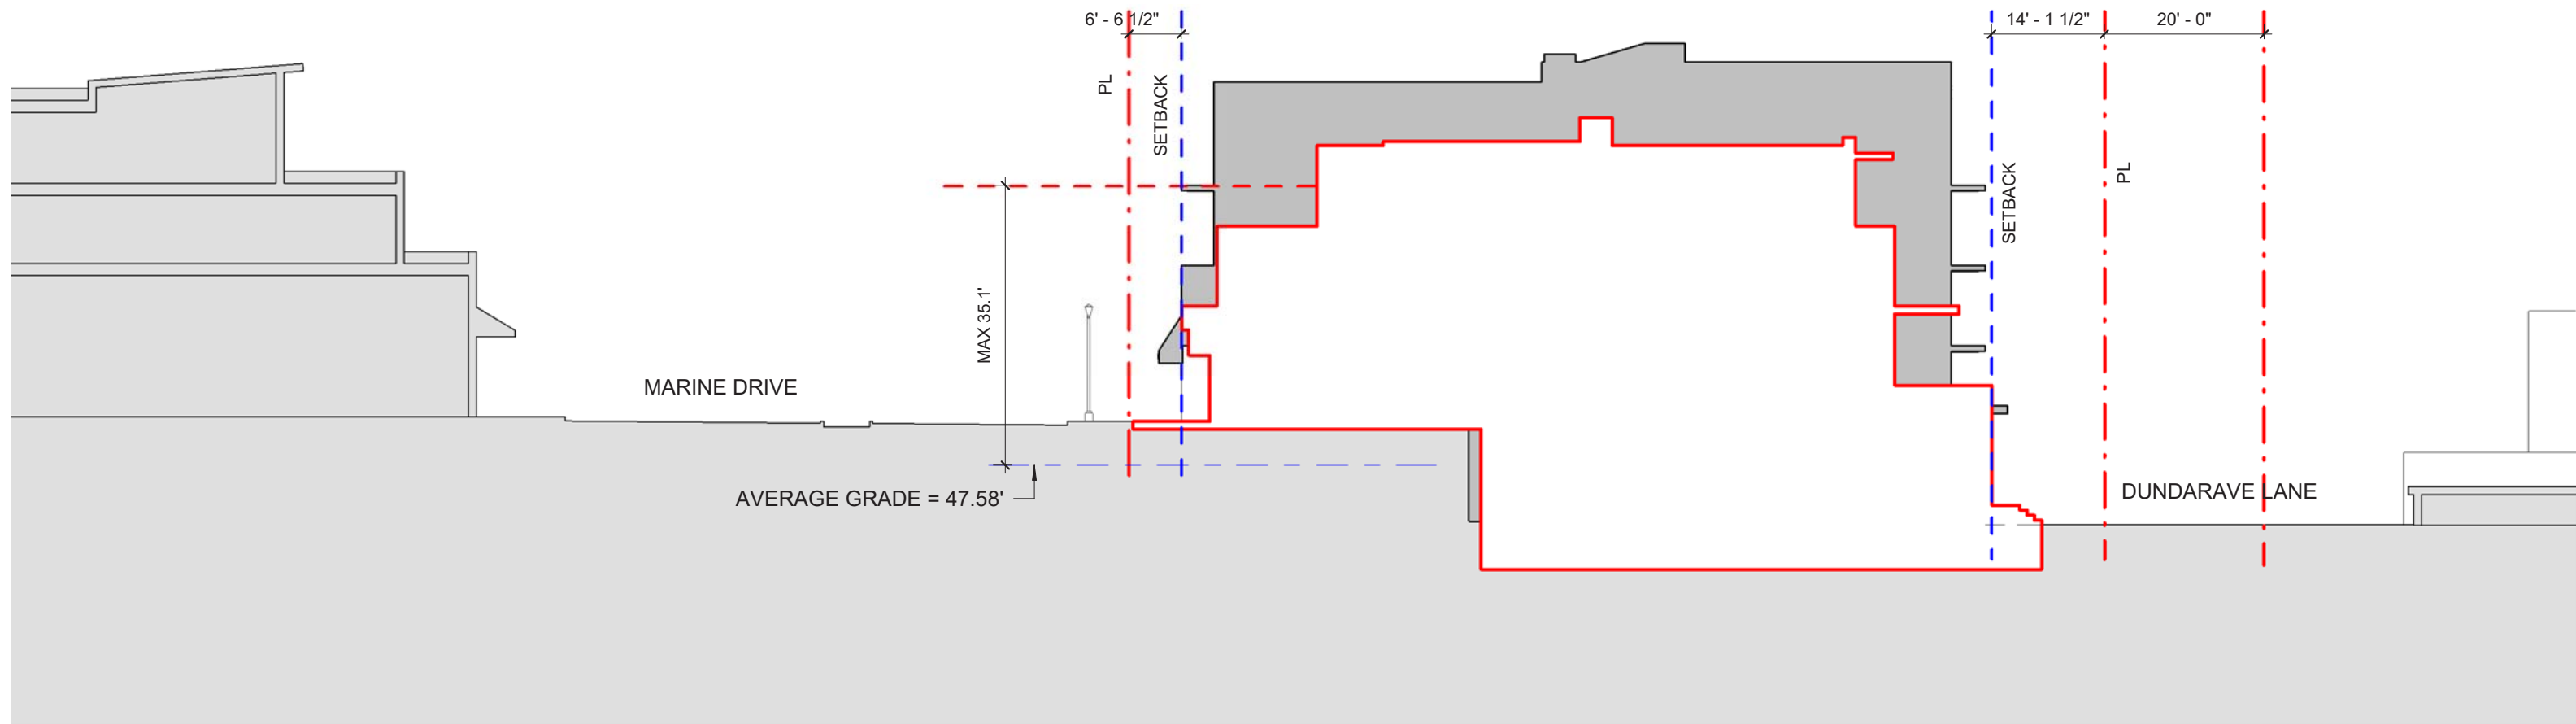 6' - 6 1/2"
14' - 1 1/2"
20' - 0"
PL
SETBACK
PL
SETBACK
MAX 35.1'
MARINE DRIVE
AVERAGE GRADE = 47.58'
DUNDARAVE LANE